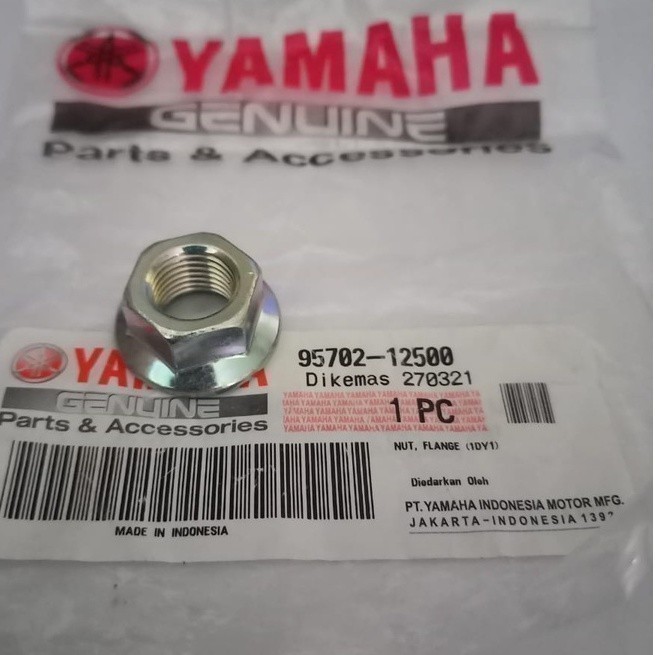 YAMAHA
GENUINE
Parts & Accessories
YAMAHA
GENUINE
Parts & Accessories
MADE IN INDONESIA
95702-12500
Dikemas 270321
1 PC
NUT, FLANGE (1DY1)
Diedarkan Oleh
PT. YAMAHA INDONESIA MOTOR MFG.
JAKARTA-INDONESIA